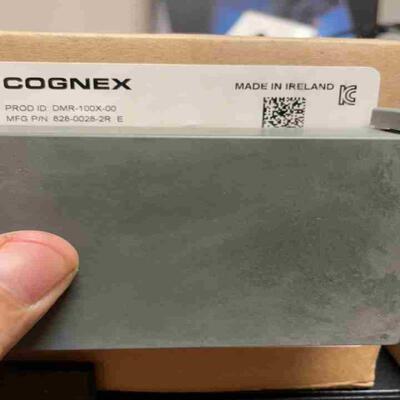 COGNEX
MADE IN IRELAND
PROD ID: DMR-100X-00
MFG P/N: 828-0028-2R E